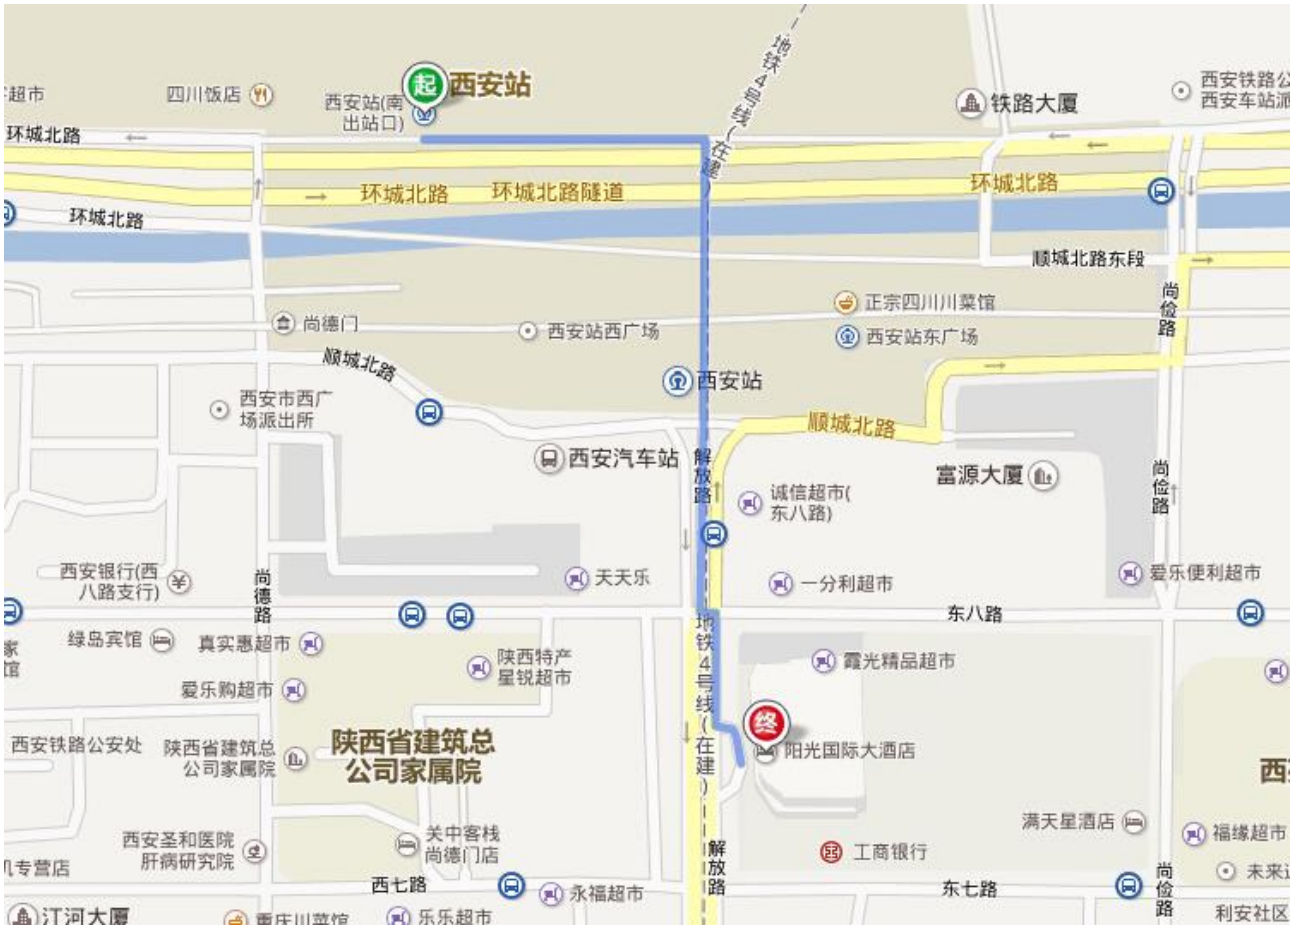 超市
四川饭店
西安站(南
出站口)
起
西安站
地铁4号线(在建)
铁路大厦
西安铁路公
西安车站派
环城北路
环城北路
环城北路隧道
环城北路
环城北路
顺城北路东段
尚俭路
正宗四川川菜馆
尚德门
西安站西广场
西安站东广场
顺城北路
西安站
西安市西广
场派出所
顺城北路
西安汽车站
解放路
富源大厦
尚俭路
诚信超市(
东八路)
西安银行(西
八路支行)
¥
尚德路
天天乐
一分利超市
爱乐便利超市
东八路
绿岛宾馆
真实惠超市
家
馆
陕西特产
星锐超市
地铁4号线(在建)
霞光精品超市
爱乐购超市
终
西安铁路公安处
陕西省建筑总
公司家属院
陕西省建筑总
公司家属院
阳光国际大酒店
西
满天星酒店
西安圣和医院
肝病研究院
关中客栈
尚德门店
解放路
工商银行
福缘超市
机专营店
西七路
永福超市
东七路
尚俭路
未来
汇河大厦
重庆川菜馆
乐乐超市
利安社区